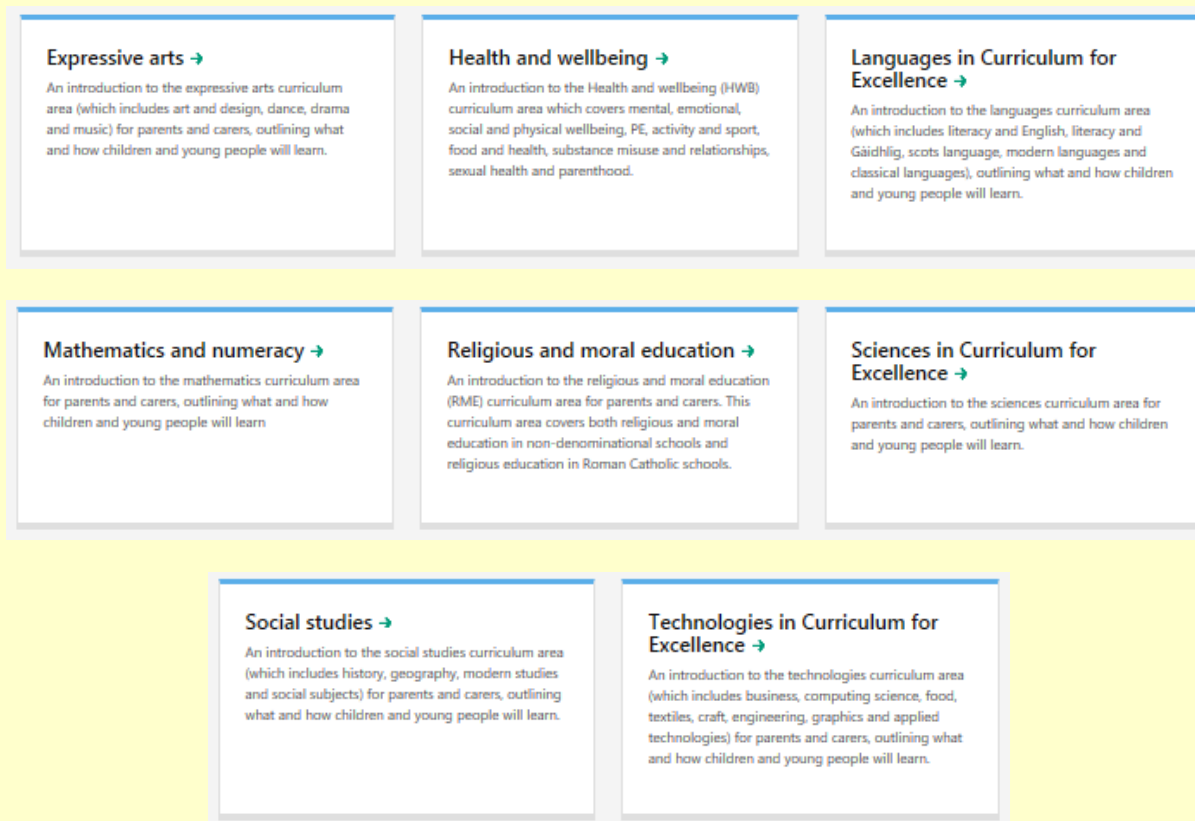 Expressive arts →
An introduction to the expressive arts curriculum
area (which includes art and design, dance, drama
and music) for parents and carers, outlining what
and how children and young people will learn.
Health and wellbeing →
An introduction to the Health and wellbeing (HWB)
curriculum area which covers mental, emotional,
social and physical wellbeing, PE, activity and sport,
food and health, substance misuse and relationships,
sexual health and parenthood.
Languages in Curriculum for
Excellence →
An introduction to the languages curriculum area
(which includes literacy and English, literacy and
Gàidhlig, scots language, modern languages and
classical languages), outlining what and how children
and young people will learn.
Mathematics and numeracy →
An introduction to the mathematics curriculum area
for parents and carers, outlining what and how
children and young people will learn
Religious and moral education →
An introduction to the religious and moral education
(RME) curriculum area for parents and carers. This
curriculum area covers both religious and moral
education in non-denominational schools and
religious education in Roman Catholic schools.
Sciences in Curriculum for
Excellence →
An introduction to the sciences curriculum area for
parents and carers, outlining what and how children
and young people will learn.
Social studies →
An introduction to the social studies curriculum area
(which includes history, geography, modern studies
and social subjects) for parents and carers, outlining
what and how children and young people will learn.
Technologies in Curriculum for
Excellence →
An introduction to the technologies curriculum area
(which includes business, computing science, food,
textiles, craft, engineering, graphics and applied
technologies) for parents and carers, outlining what
and how children and young people will learn.